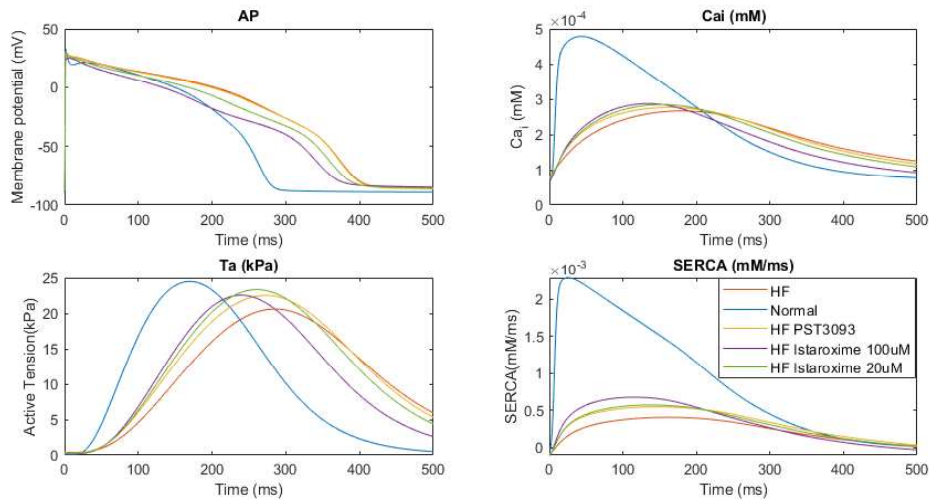 AP
Membrane potential (mV)
50
0
-50
-100
0 100 200 300 400 500
Time (ms)
Cai (mM)
×10-4
Cai (mM)
5
4
3
2
1
0
0 100 200 300 400 500
Time (ms)
Ta (kPa)
Active Tension(kPa)
25
20
15
10
5
0
0 100 200 300 400 500
Time (ms)
SERCA (mM/ms)
×10-3
SERCA(mM/ms)
2
1.5
1
0.5
0
0 100 200 300 400 500
Time (ms)
HF
Normal
HF PST3093
HF Istaroxime 100uM
HF Istaroxime 20uM